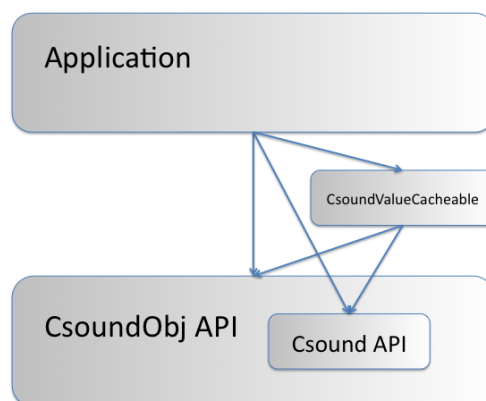 Application
CsoundValueCacheable
CsoundObj API
Csound API